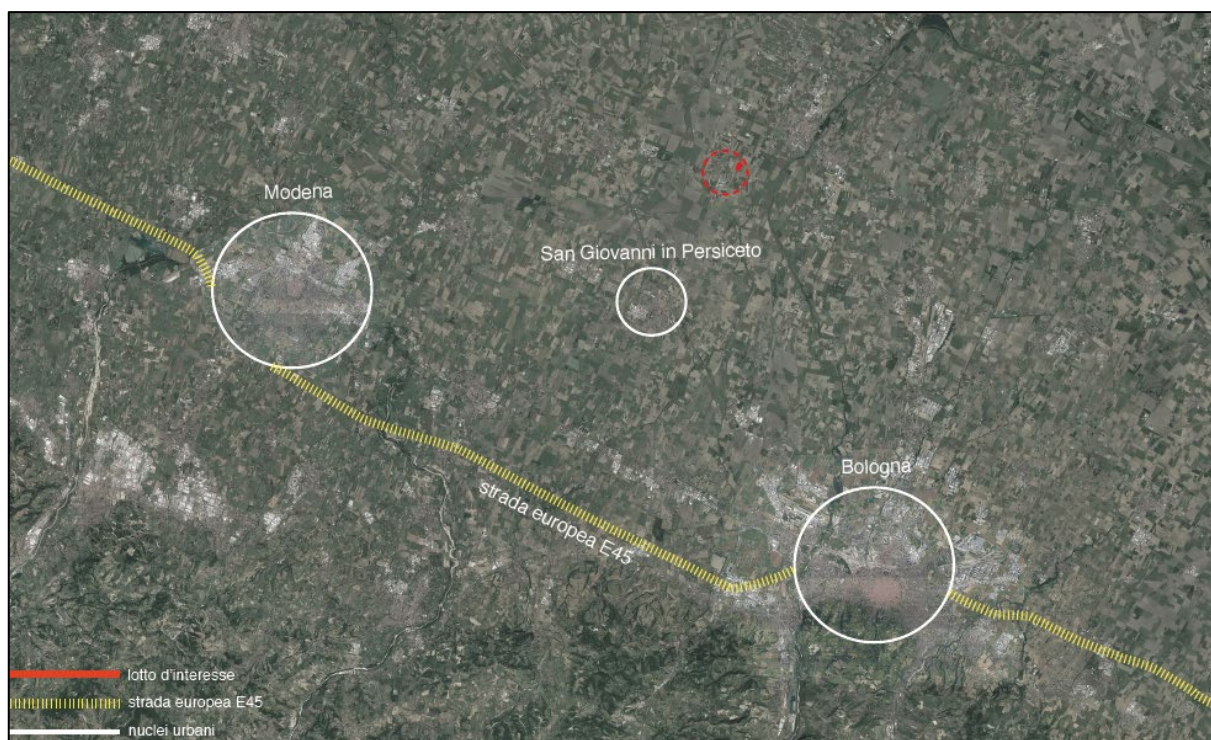 Modena
San Giovanni in Persiceto
Bologna
strada europea E45
lotto d'interesse
strada europea E45
nuclei urbani